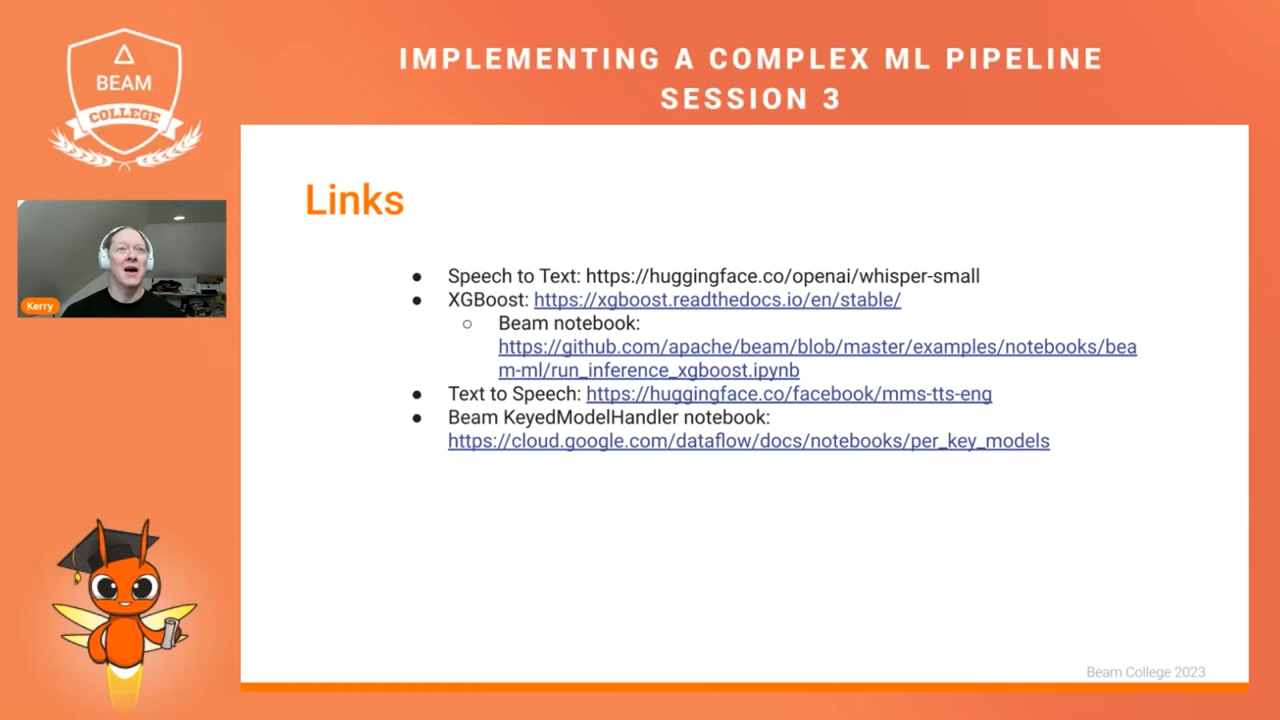 BEAM
COLLEGE
IMPLEMENTING A COMPLEX ML PIPELINE
SESSION 3
Kerry
Links
Speech to Text: https://huggingface.co/openai/whisper-small
XGBoost: https://xgboost.readthedocs.io/en/stable/
Beam notebook:
https://github.com/apache/beam/blob/master/examples/notebooks/bea
m-ml/run_inference_xgboost.ipynb
Text to Speech: https://huggingface.co/facebook/mms-tts-eng
Beam KeyedModelHandler notebook:
https://cloud.google.com/dataflow/docs/notebooks/per_key_models
Beam College 2023